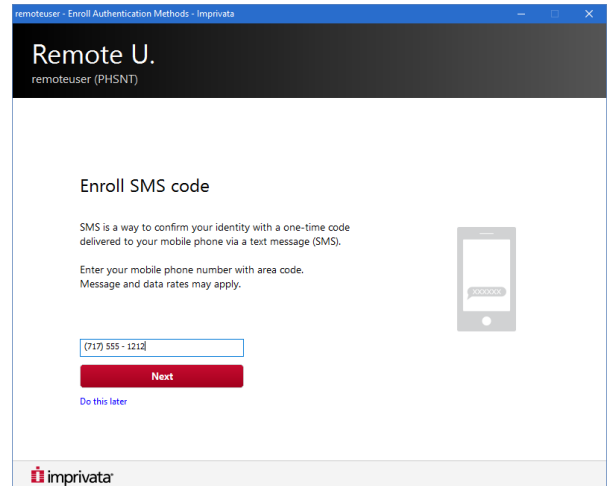 remoteuser - Enroll Authentication Methods - Imprivata
Remote U.
remoteuser (PHSNT)
Enroll SMS code
SMS is a way to confirm your identity with a one-time code
delivered to your mobile phone via a text message (SMS).
Enter your mobile phone number with area code.
Message and data rates may apply.
xxxxxx
(717) 555 - 1212
Next
Do this later
imprivata